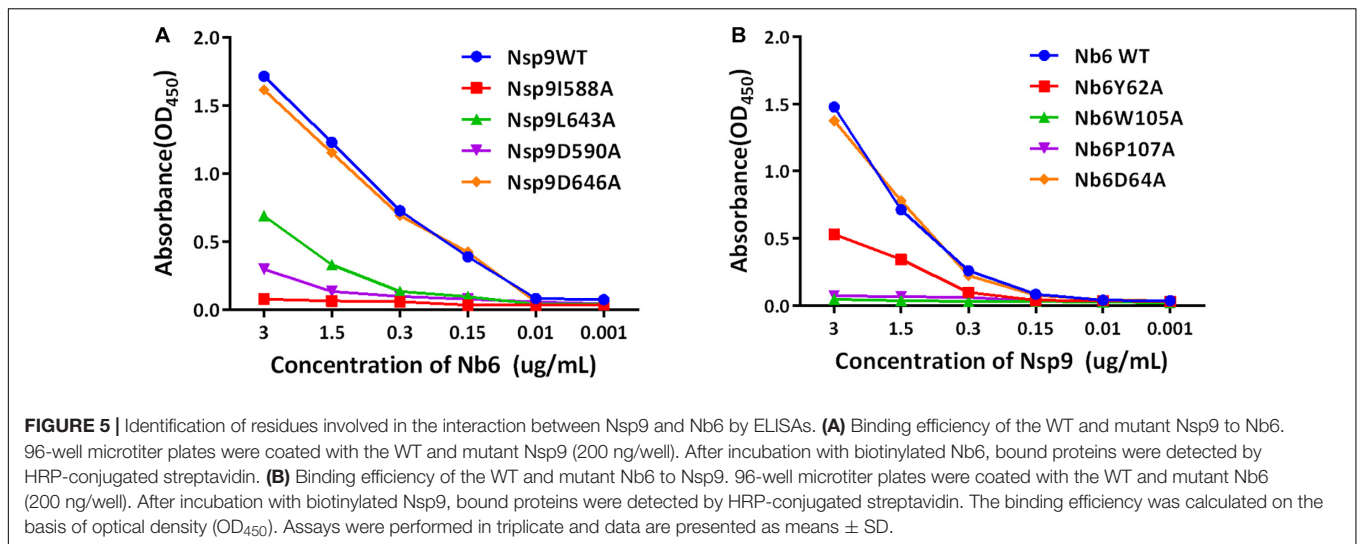 A
2.0
1.5
1.0
0.5
0.0
Absorbance(OD450)
Nsp9WT
Nsp9I588A
Nsp9L643A
Nsp9D590A
Nsp9D646A
3 1.5 0.3 0.15 0.01 0.001
Concentration of Nb6 (ug/mL)
B
2.0
1.5
1.0
0.5
0.0
Absorbance(OD450)
Nb6 WT
Nb6Y62A
Nb6W105A
Nb6P107A
Nb6D64A
3 1.5 0.3 0.15 0.01 0.001
Concentration of Nsp9 (ug/mL)
FIGURE 5 | Identification of residues involved in the interaction between Nsp9 and Nb6 by ELISAs. (A) Binding efficiency of the WT and mutant Nsp9 to Nb6.
96-well microtiter plates were coated with the WT and mutant Nsp9 (200 ng/well). After incubation with biotinylated Nb6, bound proteins were detected by
HRP-conjugated streptavidin. (B) Binding efficiency of the WT and mutant Nb6 to Nsp9. 96-well microtiter plates were coated with the WT and mutant Nb6
(200 ng/well). After incubation with biotinylated Nsp9, bound proteins were detected by HRP-conjugated streptavidin. The binding efficiency was calculated on the
basis of optical density (OD450). Assays were performed in triplicate and data are presented as means ± SD.